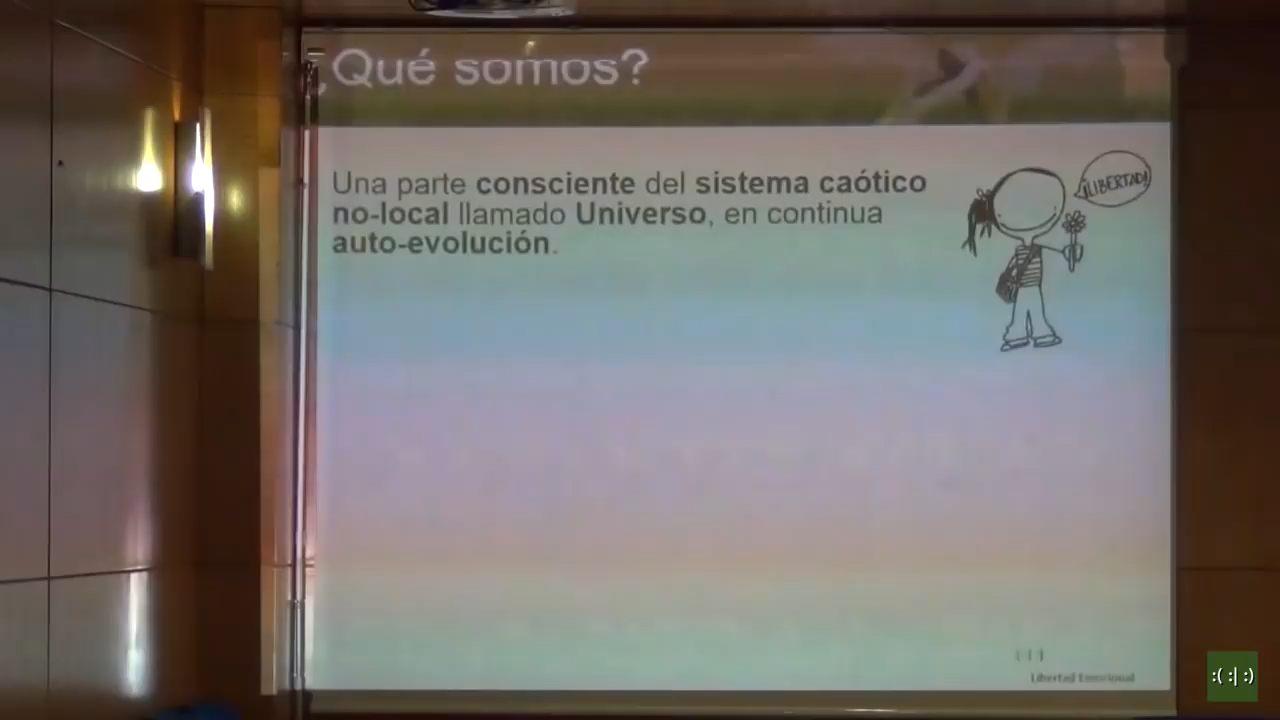 ¿Qué somos?
Una parte consciente del sistema caótico
no-local llamado Universo, en continua
auto-evolución.
¡LIBERTAD!
Libertad Emocional
:( :| :)